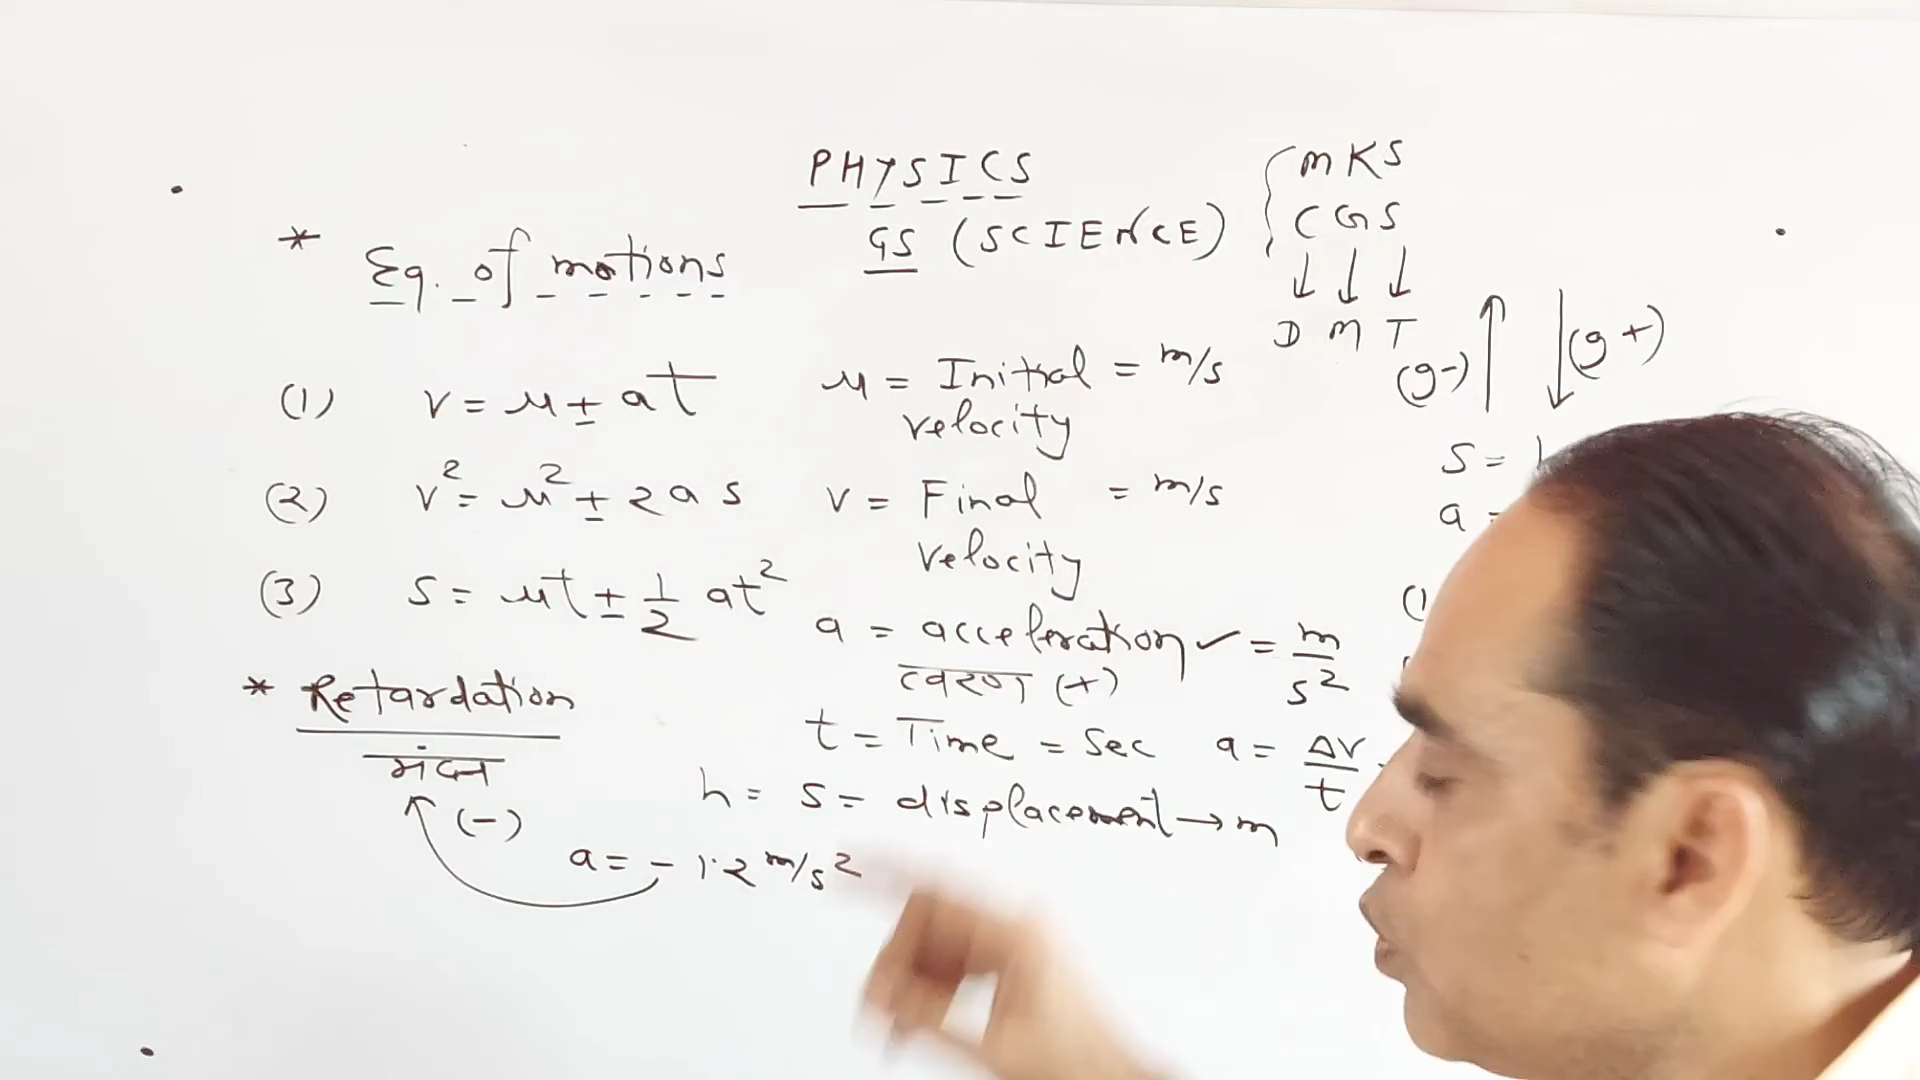 PHYSICS
GS (SCIENCE)
MKS
CGS
↓ ↓ ↓
D M T
(g-) ↑ ↓ (g+)
* Eq. of motions
(1) v = u ± at
(2) v² = u² ± 2as
(3) s = ut ± 1/2 at²
* Retardation
मंदन
(-)
a = - 1.2 m/s²
u = Initial velocity = m/s
v = Final velocity = m/s
a = acceleration ✓ = m/s²
त्वरण (+)
t = Time = Sec
a = Δv/t
h = s = displacement → m
s =
a =
(1